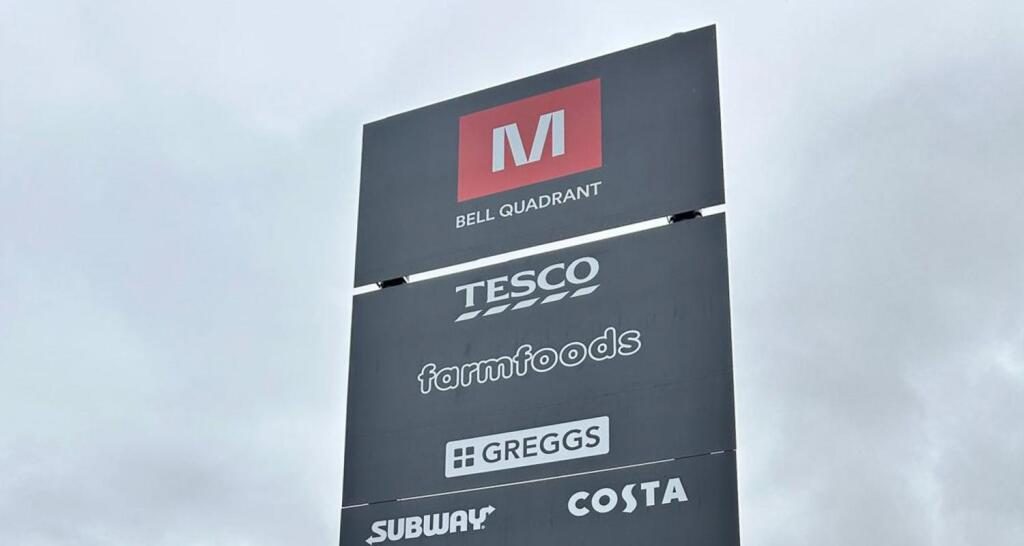 M
BELL QUADRANT
TESCO
farmfoods
GREGGS
SUBWAY
COSTA